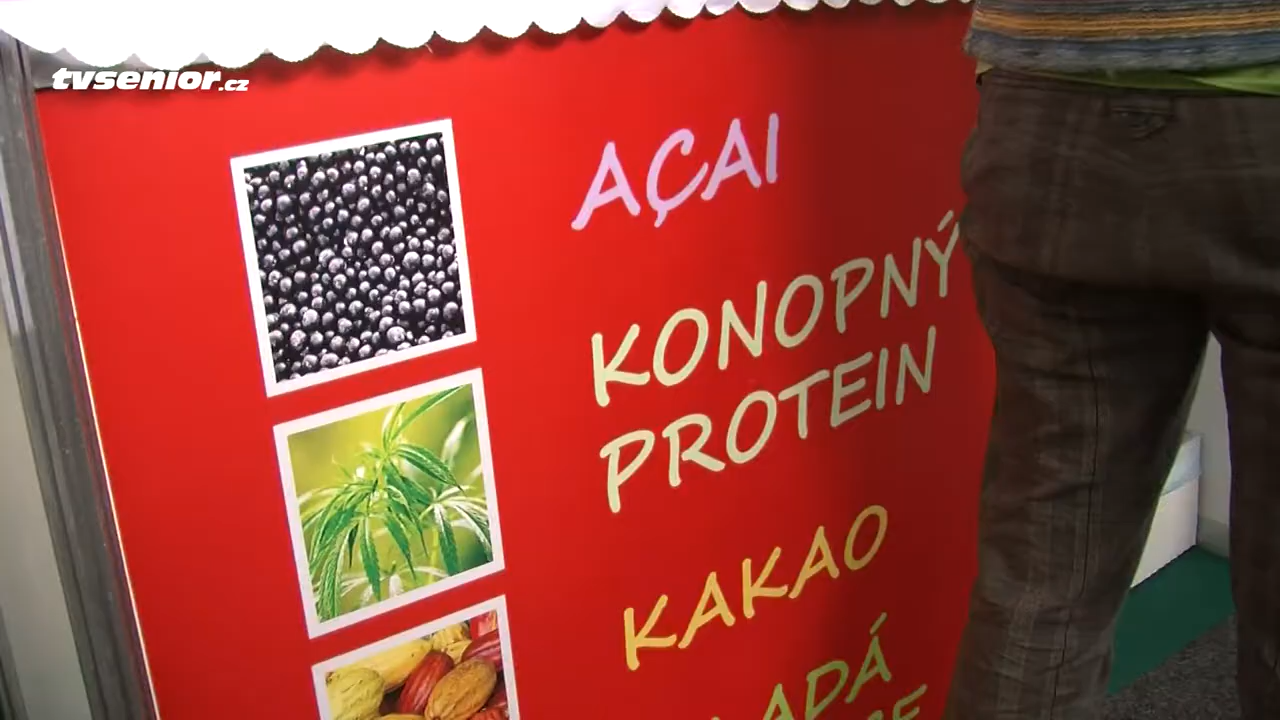 tvsenior.cz
AÇAI
KONOPNÝ
PROTEIN
KAKAO